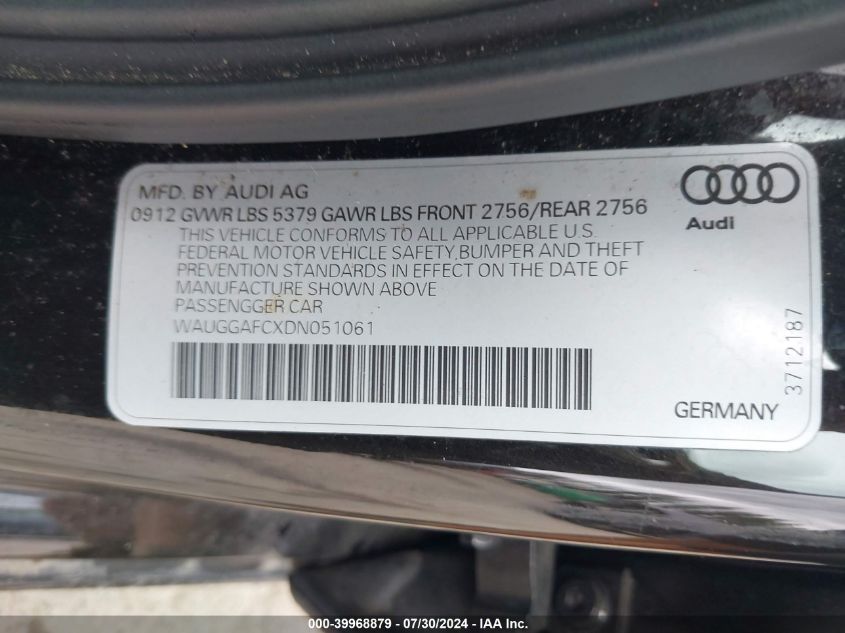 MFD. BY AUDI AG
0912 GVWR LBS 5379 GAWR LBS FRONT 2756/REAR 2756
THIS VEHICLE CONFORMS TO ALL APPLICABLE U.S.
FEDERAL MOTOR VEHICLE SAFETY,BUMPER AND THEFT
PREVENTION STANDARDS IN EFFECT ON THE DATE OF
MANUFACTURE SHOWN ABOVE
PASSENGGER CAR
WAUGGAFCXDN051061
Audi
3712187
GERMANY
000-39968879 / 07/30/2024 - IAA Inc.